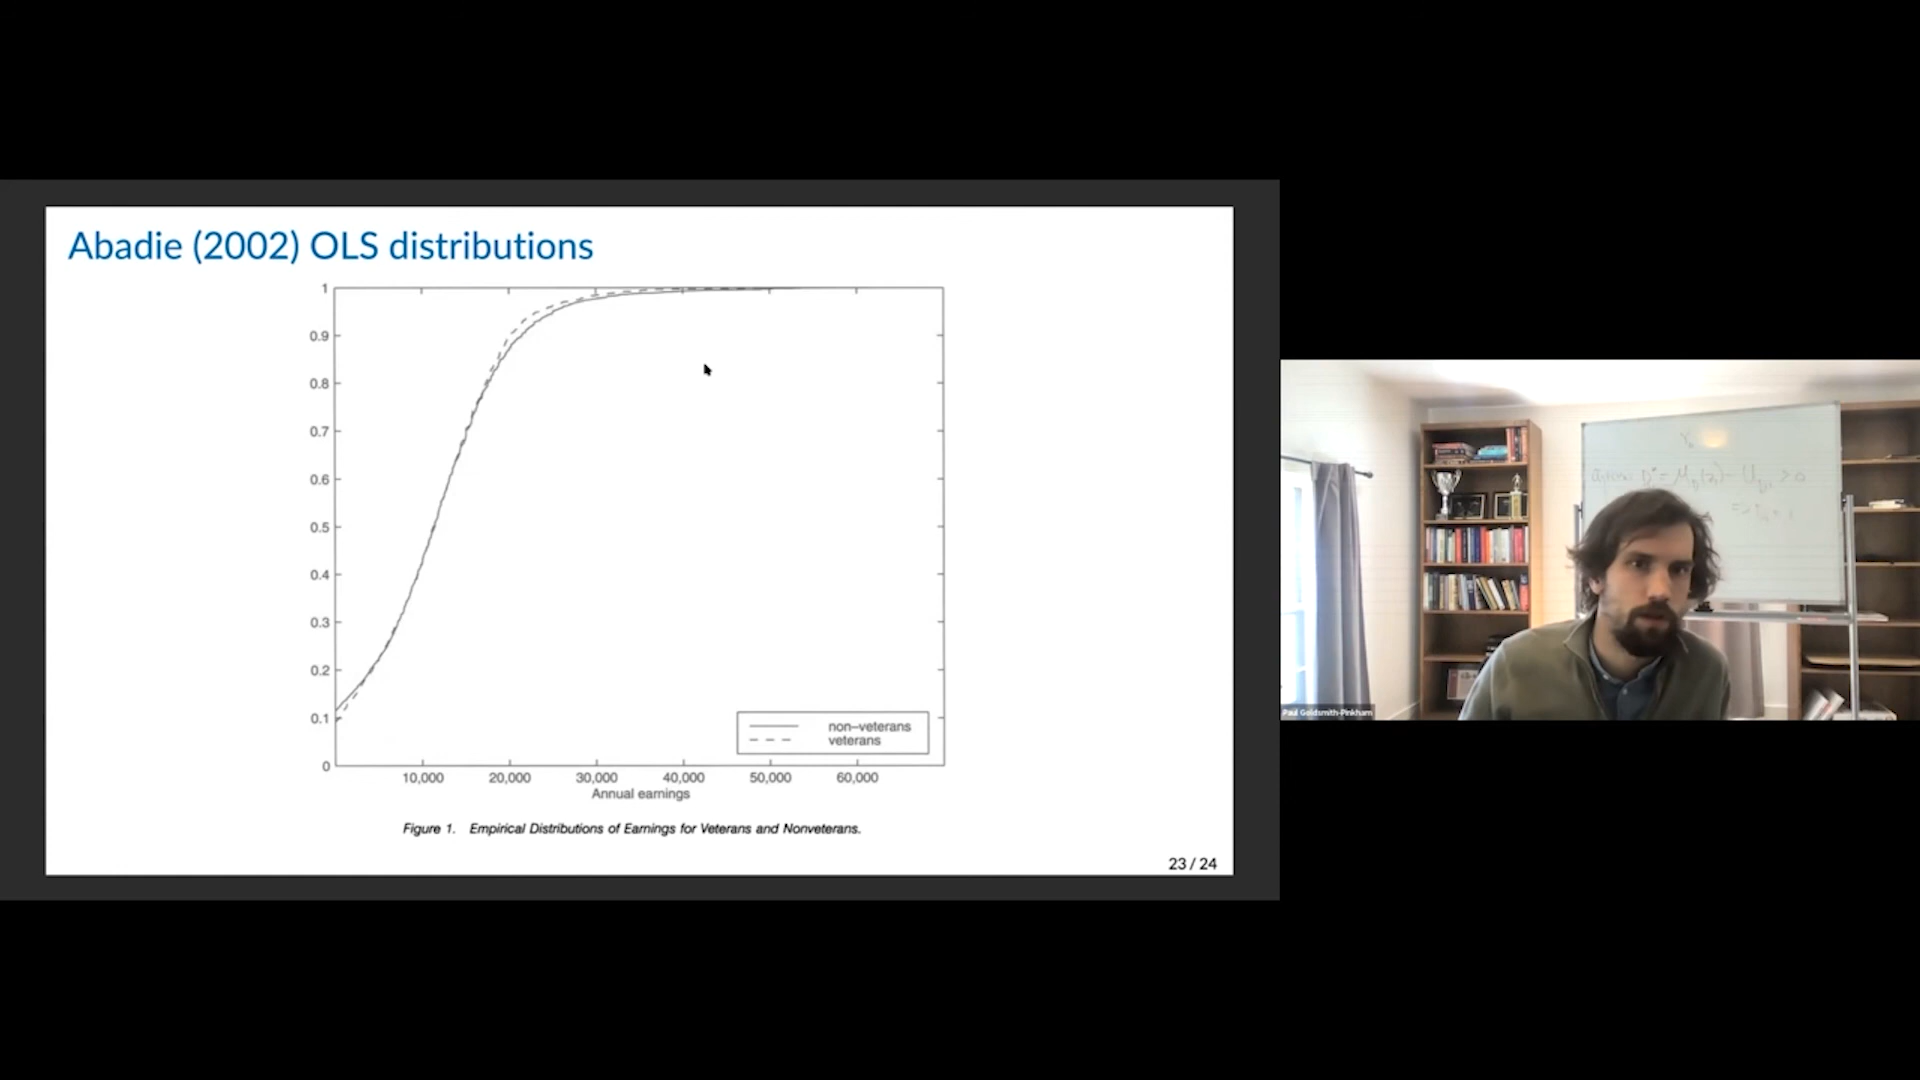 Abadie (2002) OLS distributions
1
0.9
0.8
0.7
0.6
0.5
0.4
0.3
0.2
0.1
0
10,000 20,000 30,000 40,000 50,000 60,000
Annual earnings
non–veterans
veterans
Figure 1. Empirical Distributions of Earnings for Veterans and Nonveterans.
23 / 24
Paul Goldsmith-Pinkham